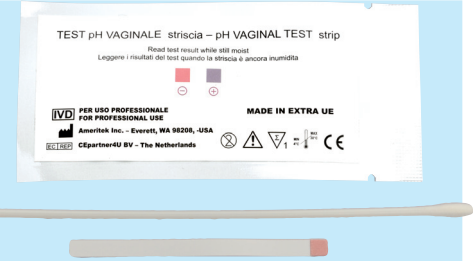 TEST pH VAGINALE striscia – pH VAGINAL TEST strip
Read test result while still moist
Leggere i risultati del test quando la striscia è ancora inumidita
IVD PER USO PROFESSIONALE
FOR PROFESSIONAL USE
MADE IN EXTRA UE
Ameritek Inc. – Everett, WA 98208, -USA
EC REP CEpartner4U BV – The Netherlands
Σ 1
CE